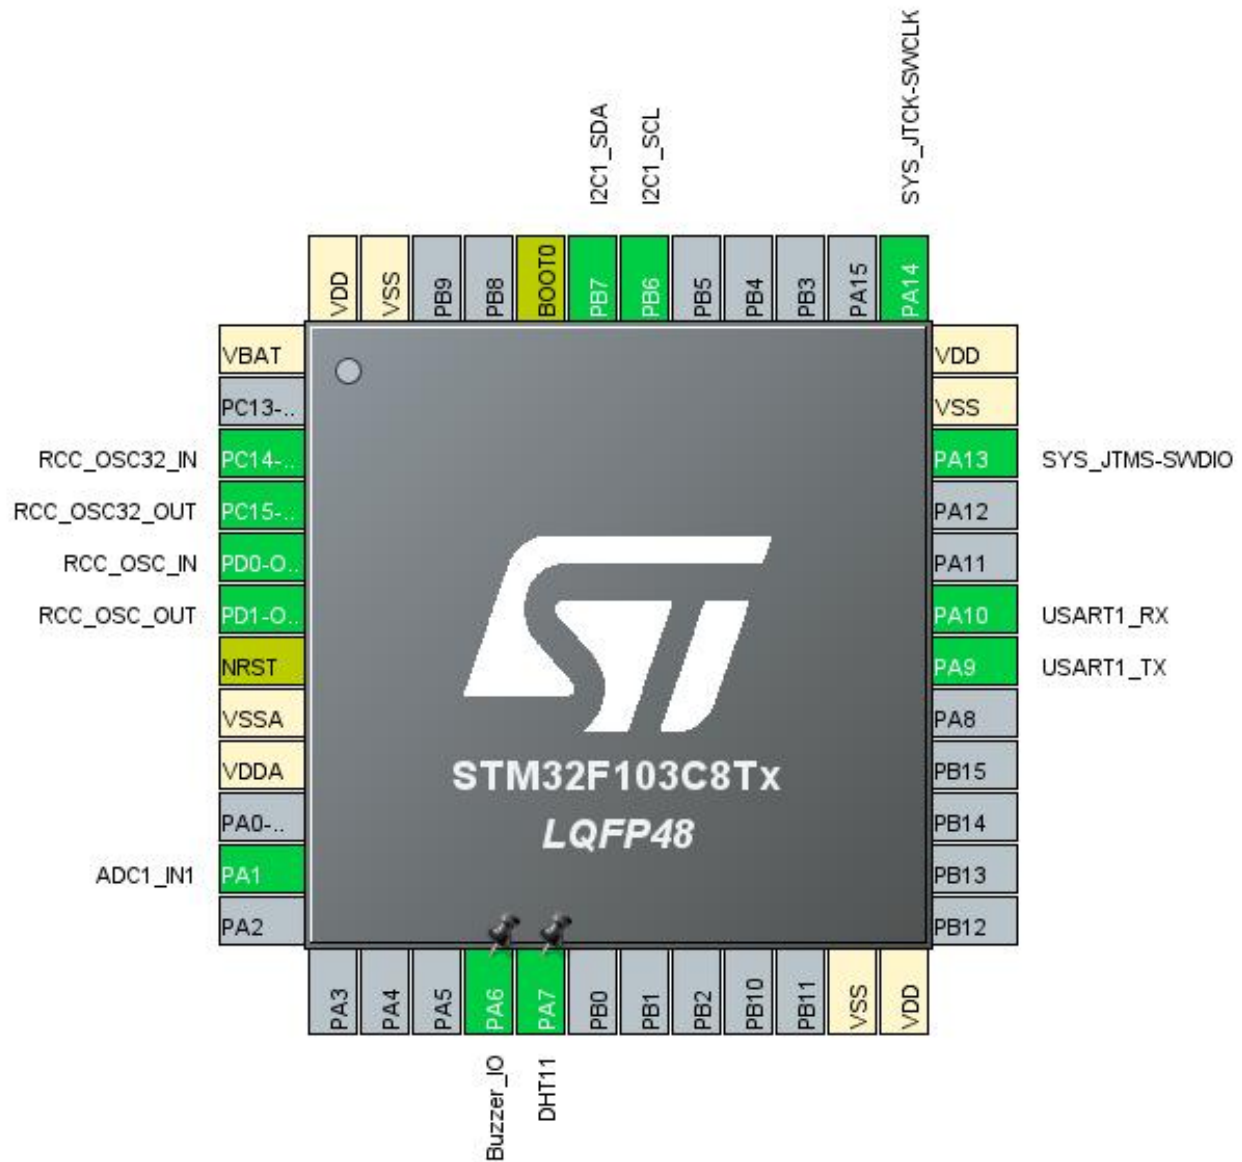 I2C1_SDA
I2C1_SCL
SYS_JTCK-SWCLK
VDD
VSS
PB9
PB8
BOOT0
PB7
PB6
PB5
PB4
PB3
PA15
PA14
VBAT
PC13-..
RCC_OSC32_IN PC14-..
RCC_OSC32_OUT PC15-..
RCC_OSC_IN PD0-O..
RCC_OSC_OUT PD1-O..
NRST
VSSA
VDDA
PA0-..
ADC1_IN1 PA1
PA2
VDD
VSS
PA13 SYS_JTMS-SWDIO
PA12
PA11
PA10 USART1_RX
PA9 USART1_TX
PA8
PB15
PB14
PB13
PB12
ST
STM32F103C8Tx
LQFP48
PA3
PA4
PA5
PA6
PA7
PB0
PB1
PB2
PB10
PB11
VSS
VDD
Buzzer_IO
DHT11